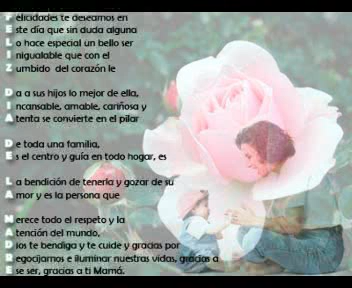 Felicidades te deseamos en
Este día que sin duda alguna
Lo hace especial un bello ser
Inigualable que con el
Zumbido del corazón le
Da a sus hijos lo mejor de ella,
Incansable, amable, cariñosa y
Atenta se convierte en el pilar
De toda una familia,
Es el centro y guía en todo hogar, es
La bendición de tenerla y gozar de su
Amor y es la persona que
Merece todo el respeto y la
Atención del mundo,
Dios te bendiga y te cuide y gracias por
Regocijarnos e iluminar nuestras vidas, gracias a
Ese ser, gracias a ti Mamá.